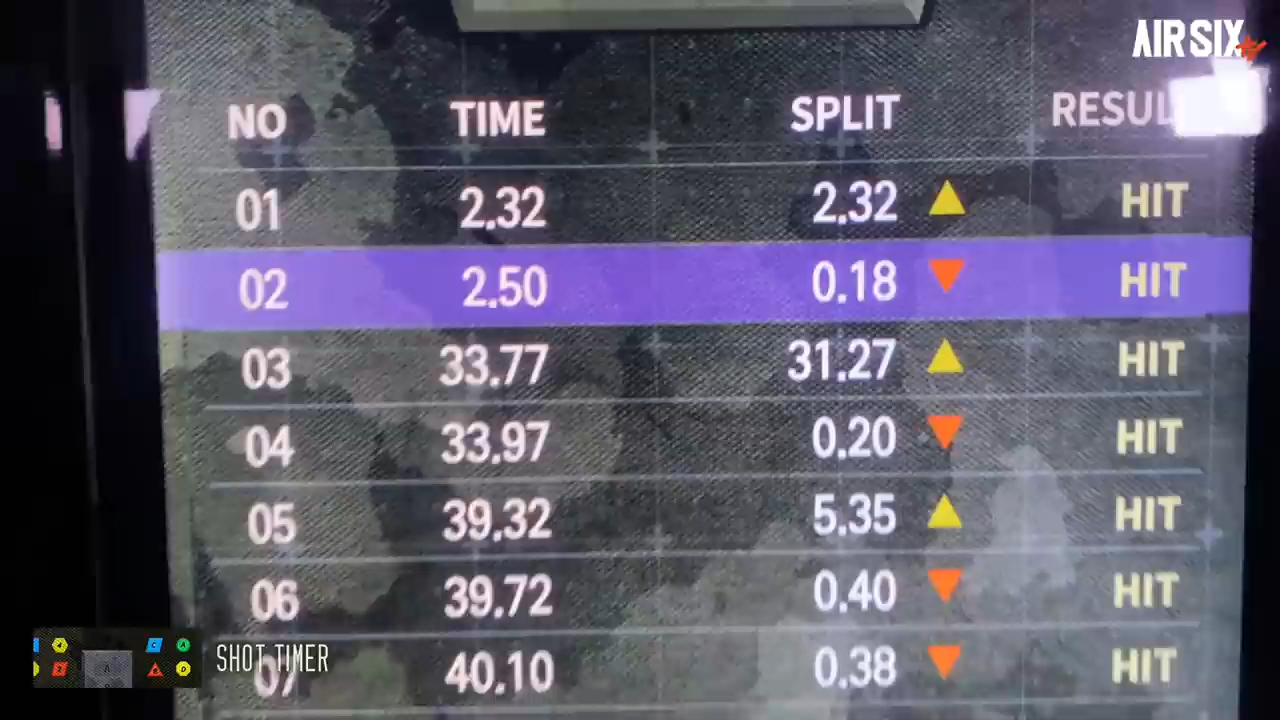 AIRSIX
NO TIME SPLIT RESUL
01 2.32 2.32 HIT
02 2.50 0.18 HIT
03 33.77 31.27 HIT
04 33.97 0.20 HIT
05 39.32 5.35 HIT
06 39.72 0.40 HIT
07 40.10 0.38 HIT
SHOT TIMER